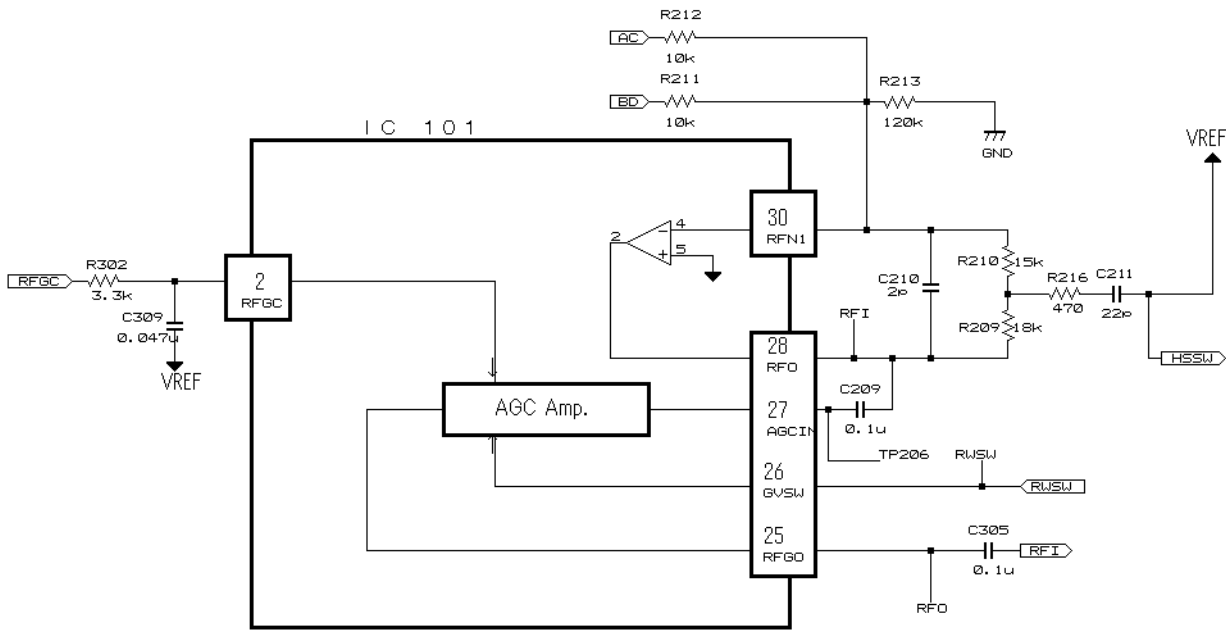 R212
AC
10k
R211
R213
BD
10k
120k
GND
IC 101
VREF
30
RFN1
4
2
5
R302
RFGC
3.3k
2
RFGC
C309
0.047u
VREF
R210
15k
C210
2p
R216
C211
470
22p
R209
18k
HSSW
RFI
28
RFO
C209
0.1u
AGC Amp.
27
AGCIN
TP206
RWSW
26
GVSW
RWSW
25
RFGO
C305
RFI
0.1u
RFO